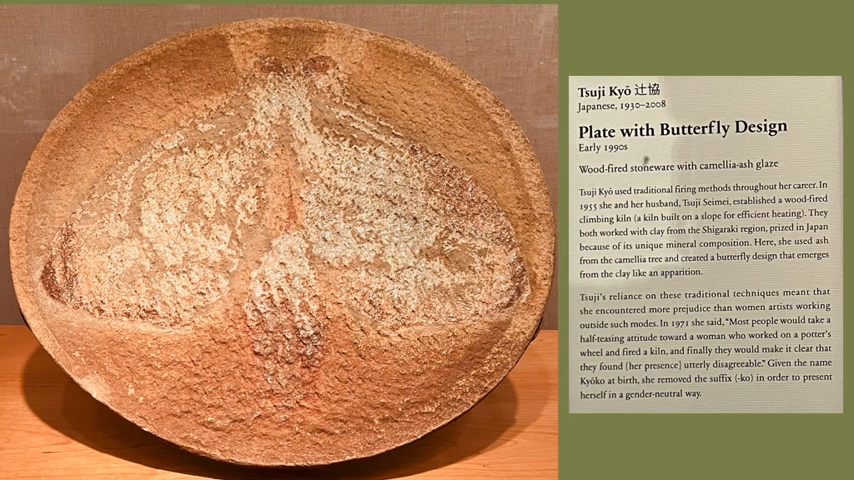 Tsuji Kyō 辻協
Japanese, 1930–2008
Plate with Butterfly Design
Early 1990s
Wood-fired stoneware with camellia-ash glaze
Tsuji Kyō used traditional firing methods throughout her career. In
1955 she and her husband, Tsuji Seimei, established a wood-fired
climbing kiln (a kiln built on a slope for efficient heating). They
both worked with clay from the Shigaraki region, prized in Japan
because of its unique mineral composition. Here, she used ash
from the camellia tree and created a butterfly design that emerges
from the clay like an apparition.
Tsuji's reliance on these traditional techniques meant that
she encountered more prejudice than women artists working
outside such modes. In 1971 she said, “Most people would take a
half-teasing attitude toward a woman who worked on a potter's
wheel and fired a kiln, and finally they would make it clear that
they found [her presence] utterly disagreeable.” Given the name
Kyōko at birth, she removed the suffix (-ko) in order to present
herself in a gender-neutral way.